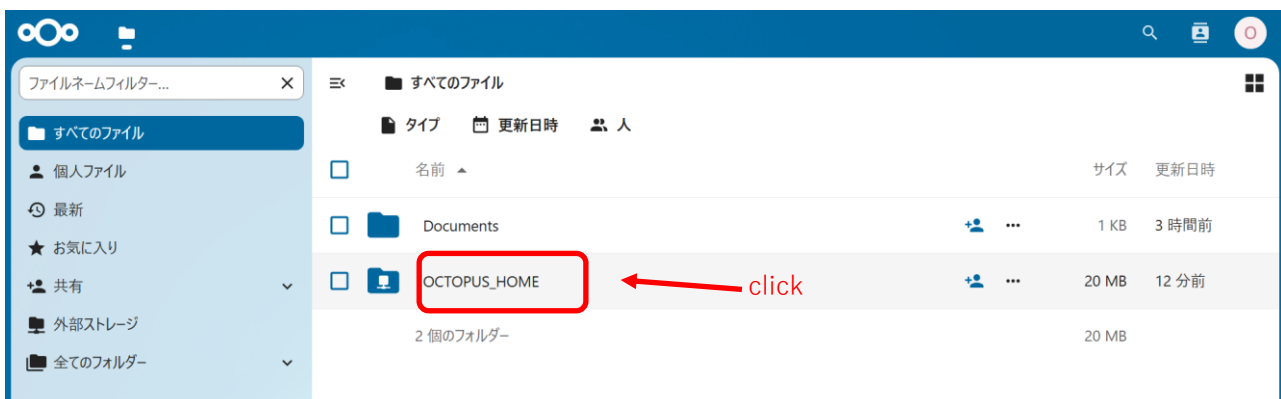 O
ファイルネームフィルター...
すべてのファイル
タイプ 更新日時 人
すべてのファイル
個人ファイル
最新
お気に入り
共有
外部ストレージ
全てのフォルダー
名前 サイズ 更新日時
Documents 1 KB 3 時間前
OCTOPUS_HOME click 20 MB 12 分前
2 個のフォルダー 20 MB